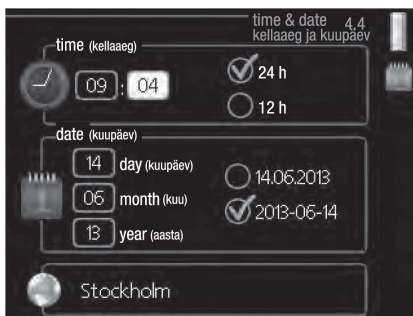 time & date 4.4
kellaaeg ja kuupäev
time (kellaaeg)
09 : 04
24 h
12 h
date (kuupäev)
14 day (kuupäev)
06 month (kuu)
13 year (aasta)
14.06.2013
2013-06-14
Stockholm